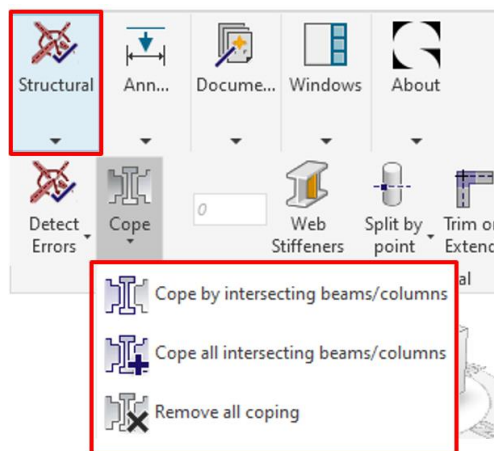 Structural
Ann...
Docume...
Windows
About
Detect
Errors
Cope
0
Web
Stiffeners
Split by
point
Trim or
Extend
al
Cope by intersecting beams/columns
Cope all intersecting beams/columns
Remove all coping